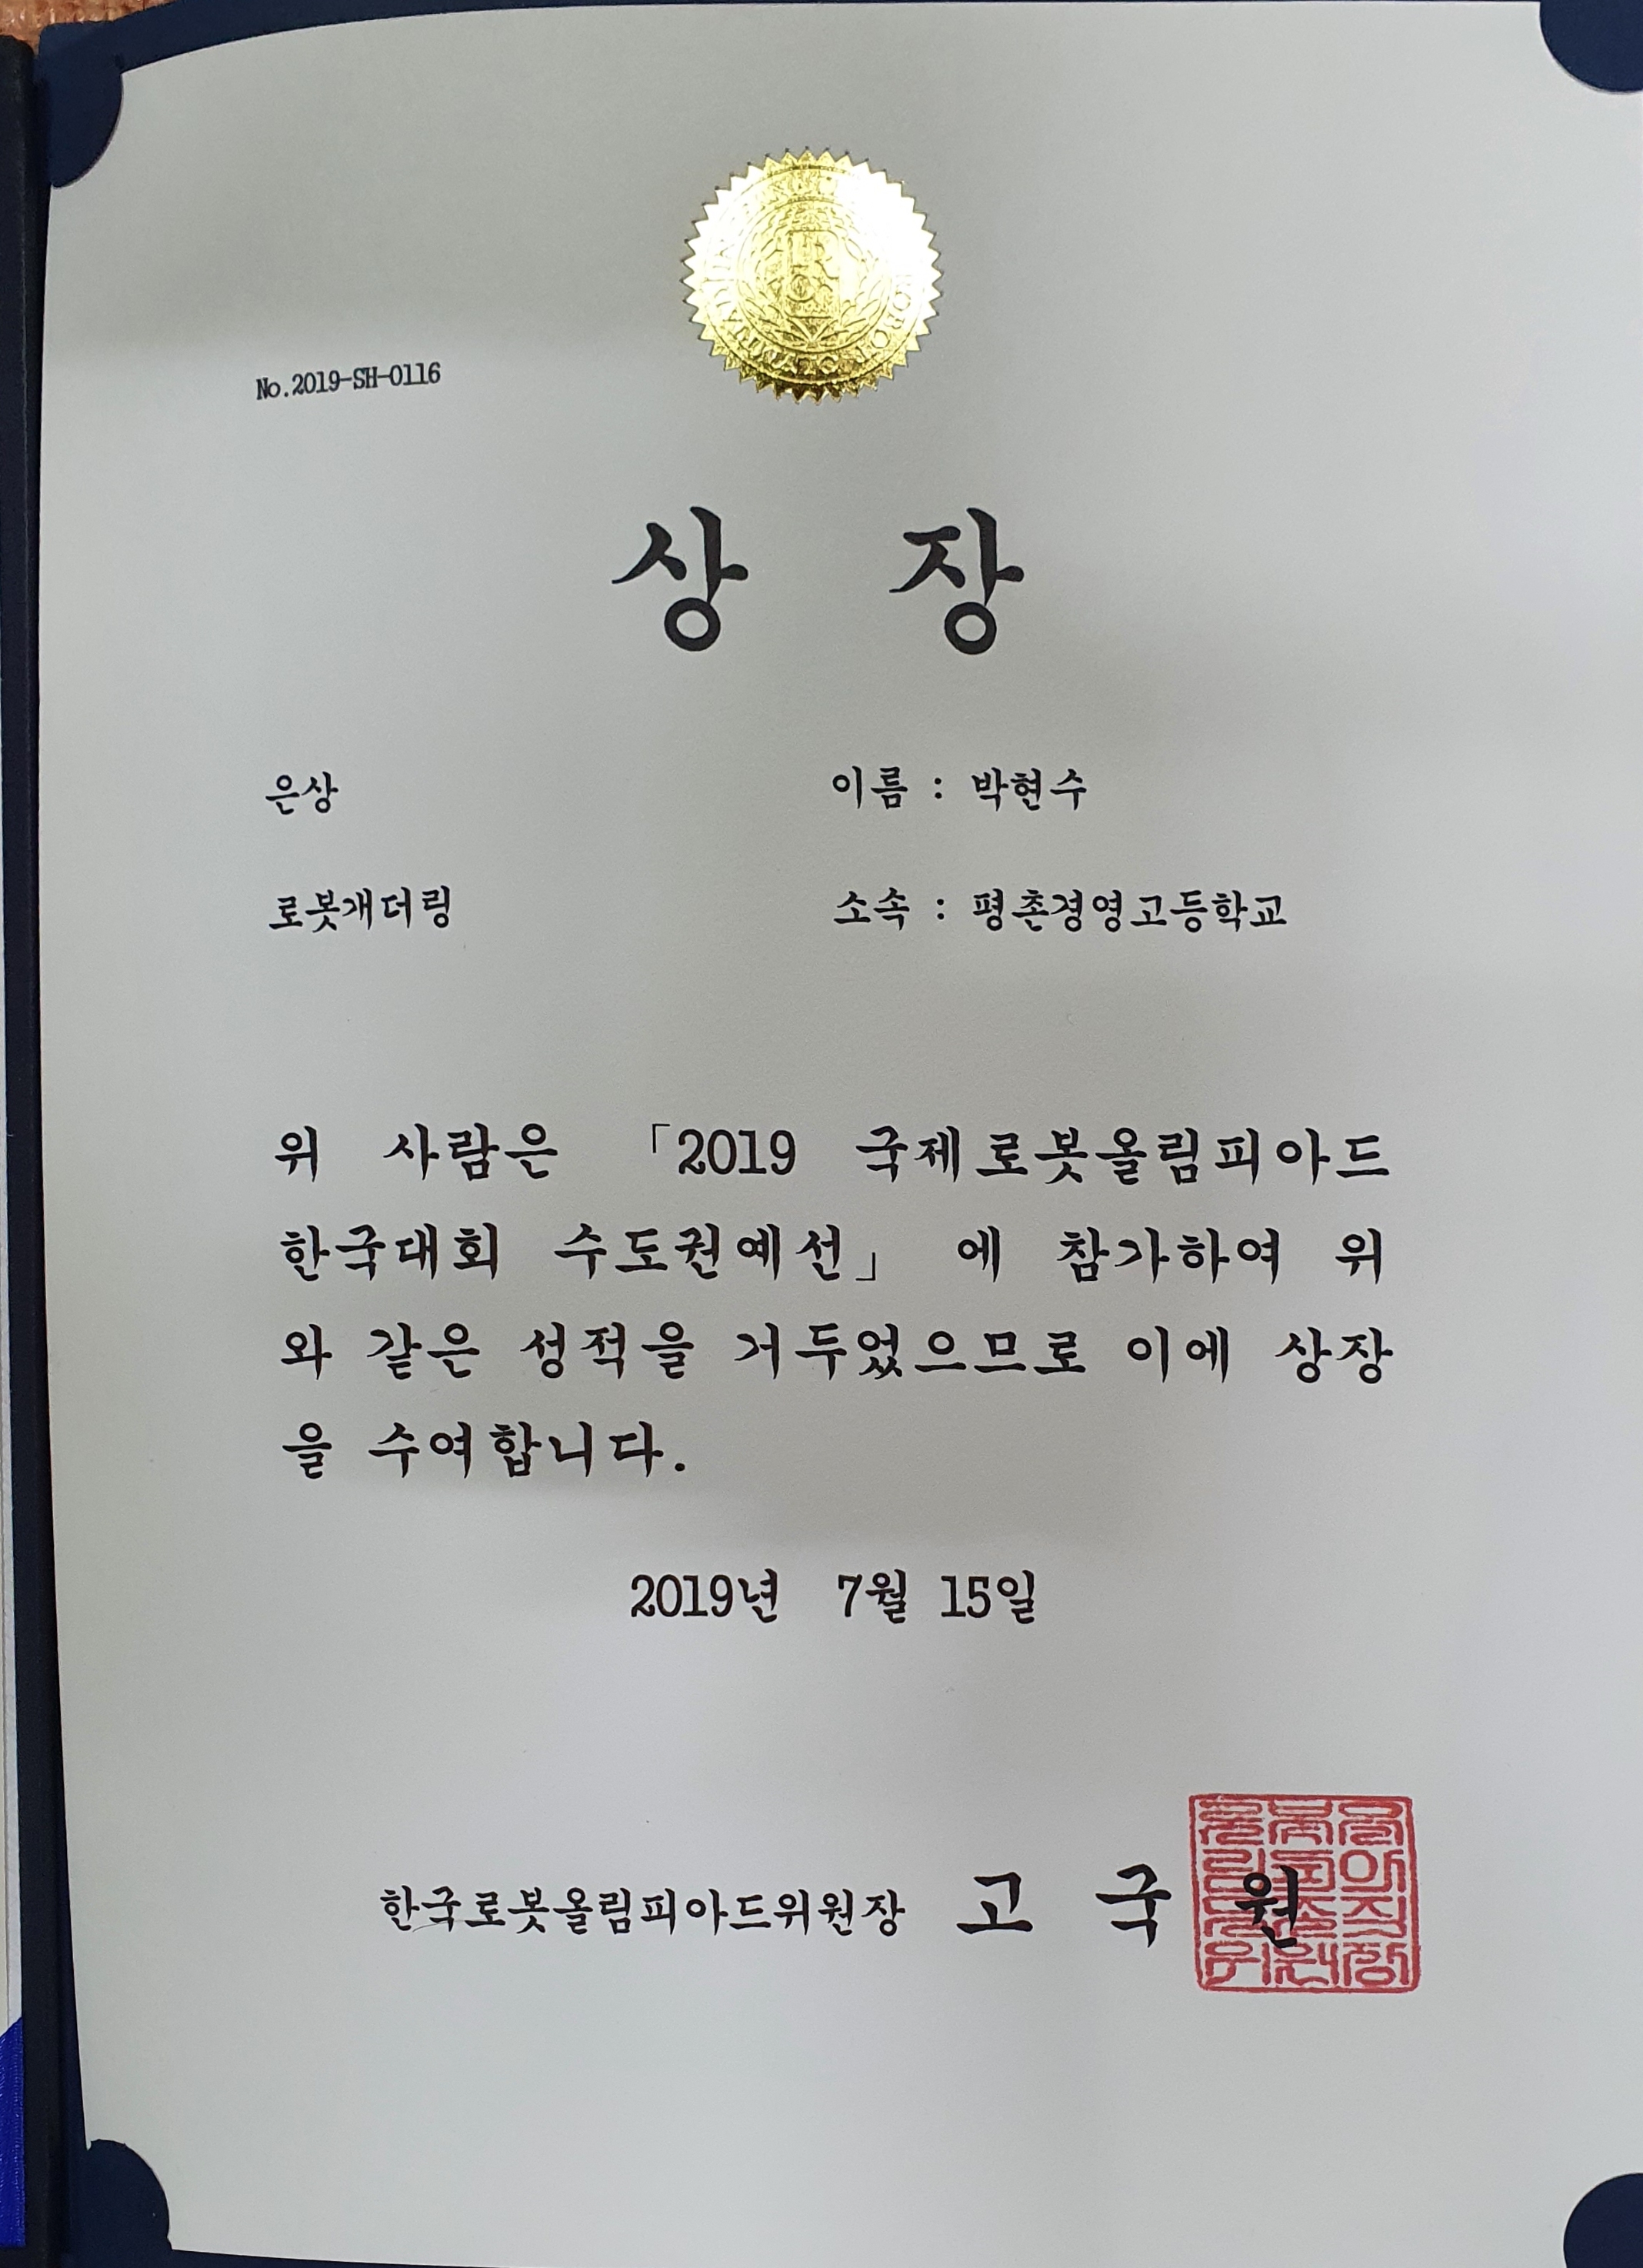 No.2019-SH-0116
상 장
은상
이름 : 박현수
로봇개더링
소속 : 평촌경영고등학교
위 사람은 「2019 국제로봇올림피아드
한국대회 수도권예선」 에 참가하여 위
와 같은 성적을 거두었으므로 이에 상장
을 수여합니다.
2019년 7월 15일
한국로봇올림피아드위원장 고 국 원